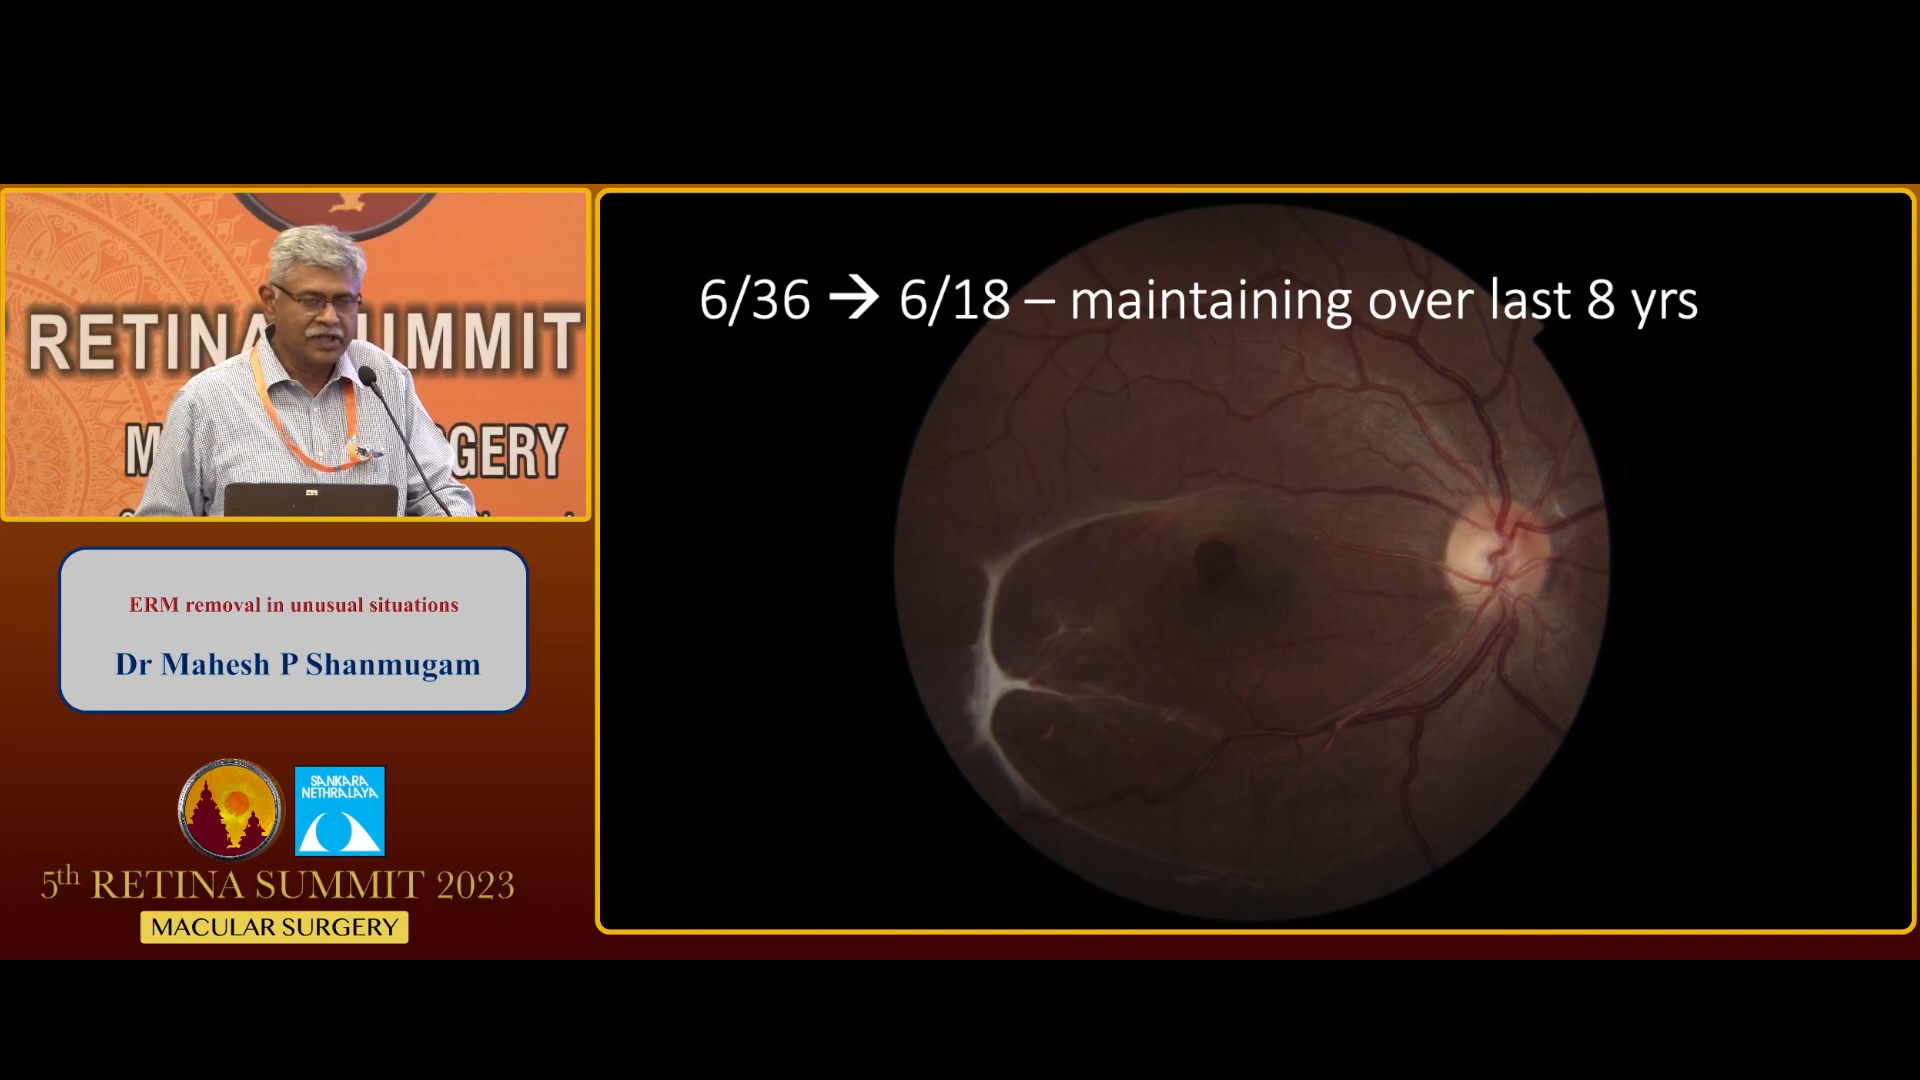 RETINA SUMMIT
M GERY
6/36 → 6/18 – maintaining over last 8 yrs
ERM removal in unusual situations
Dr Mahesh P Shanmugam
SANKARA
NETHRALAYA
5th RETINA SUMMIT 2023
MACULAR SURGERY